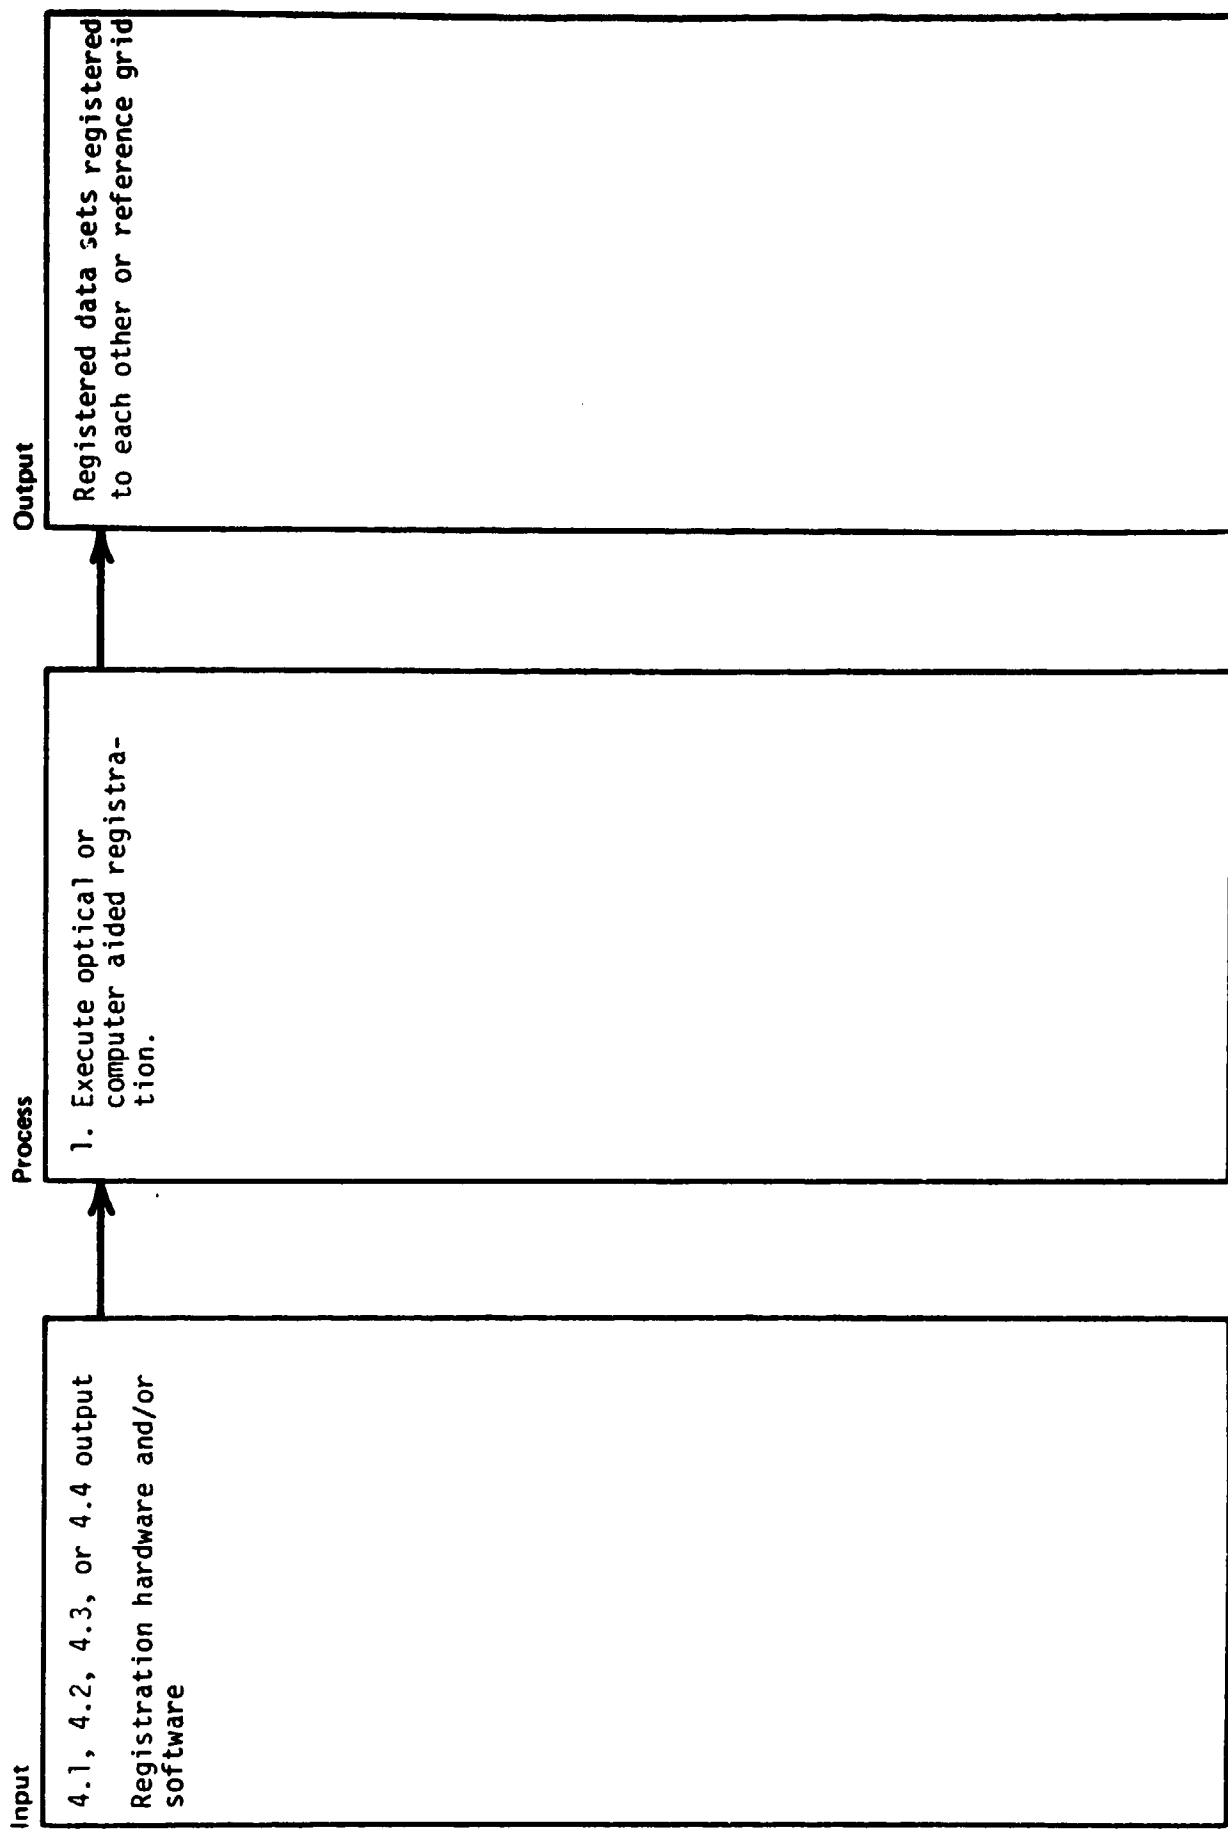 Input
4.1, 4.2, 4.3, or 4.4 output
Registration hardware and/or
software
Process
1. Execute optical or
computer aided registra-
tion.
Output
Registered data sets registered
to each other or reference grid